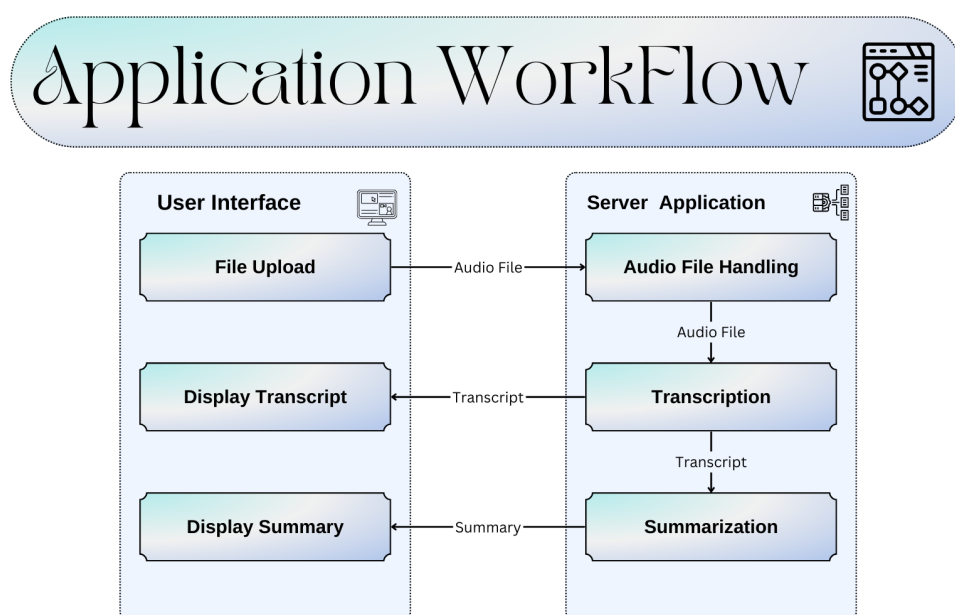 Application WorkFlow
User Interface
Server Application
File Upload
Audio File
Audio File Handling
Audio File
Display Transcript
Transcript
Transcription
Transcript
Display Summary
Summary
Summarization